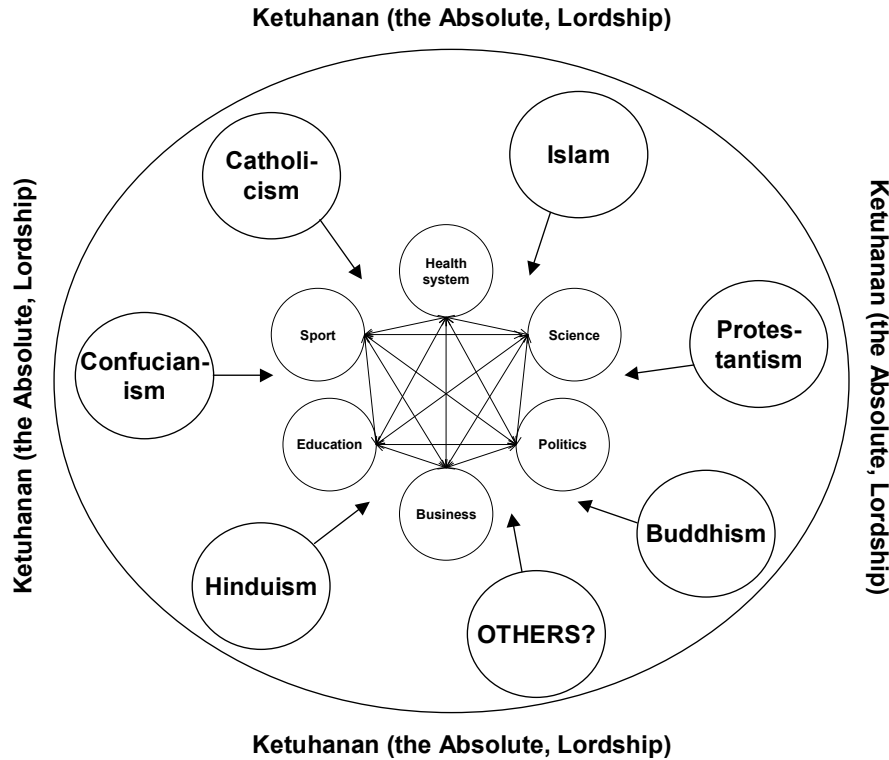 Ketuhanan (the Absolute, Lordship)
Catholi-
cism
Islam
Ketuhanan (the Absolute, Lordship)
Ketuhanan (the Absolute, Lordship)
Health
system
Sport
Science
Protes-
tantism
Confucian-
ism
Education
Politics
Business
Buddhism
Hinduism
OTHERS?
Ketuhanan (the Absolute, Lordship)